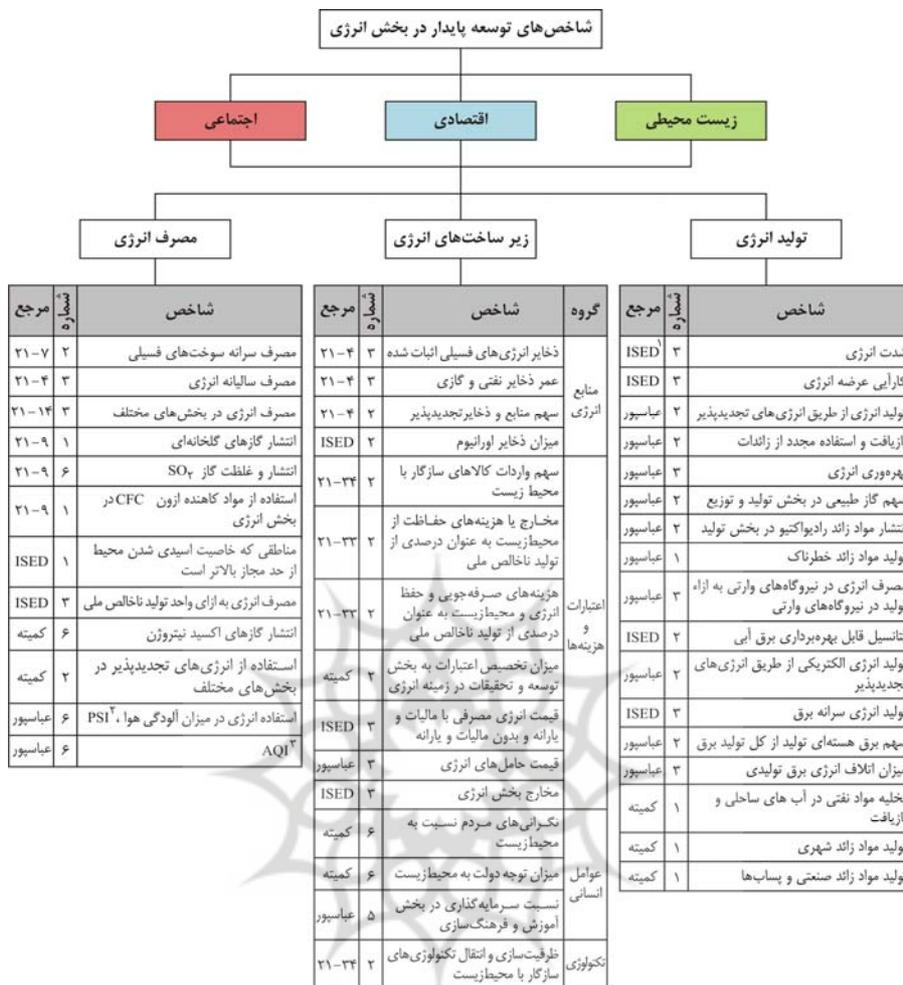 شاخص‌های توسعه پایدار در بخش انرژی
زیست محیطی
اقتصادی
اجتماعی
تولید انرژی
زیر ساخت‌های انرژی
مصرف انرژی
شاخص شماره مرجع
شدت انرژی ۳ ISED۱
کارآیی عرضه انرژی ۳ ISED
تولید انرژی از طریق انرژی های تجدیدپذیر ۲ عباسپور
بازیافت و استفاده مجدد از زائدات ۲ عباسپور
بهره‌وری انرژی ۳ عباسپور
سهم گاز طبیعی در بخش تولید و توزیع ۲ عباسپور
انتشار مواد زائد رادیواکتیو در بخش تولید ۲ عباسپور
تولید مواد زائد خطرناک ۱ عباسپور
مصرف انرژی در نیروگاه‌های وارتی به ازاء
تولید در نیروگاه‌های وارتی ۳ عباسپور
پتانسیل قابل بهره‌برداری برق آبی ۲ ISED
تولید انرژی الکتریکی از طریق انرژی های
تجدیدپذیر ۲ عباسپور
تولید انرژی سرانه برق ۳ ISED
سهم برق هسته‌ای تولید از کل تولید برق ۲ عباسپور
میزان اتلاف انرژی برق تولیدی ۳ عباسپور
تخلیه مواد نفتی در آب های ساحلی و
بازیافت ۱ کمیته
تولید مواد زائد شهری ۱ کمیته
تولید مواد زائد صنعتی و پساب‌ها ۱ کمیته
گروه شاخص شماره مرجع
منابع
انرژی
ذخایر انرژی‌های فسیلی اثبات شده ۳ ۲۱-۴
عمر ذخایر نفتی و گازی ۳ ۲۱-۴
سهم منابع و ذخایرتجدیدپذیر ۲ ۲۱-۴
میزان ذخایر اورانیوم ۲ ISED
اعتبارات
و
هزینه‌ها
سهم واردات کالاهای سازگار با
محیط زیست ۲ ۲۱-۳۴
مخـارج یا هزینه‌های حفـاظت از
محیط‌زیست به عنوان درصدی از
تولید ناخالص ملی ۲ ۲۱-۳۳
هزینه‌های صـرفه‌جویی و حفظ
انرژی و محیط‌زیست به عنوان
درصدی از تولید ناخالص ملی ۲ ۲۱-۳۳
میزان تخصیص اعتبارات به بخش
توسعه و تحقیقات در زمینه انرژی ۲ کمیته
قیمت انرژی مصرفی با مالیات و
یارانه و بدون مالیات و یارانه ۳ ISED
قیمت حامل‌های انرژی ۳ عباسپور
مخارج بخش انرژی ۳ ISED
عوامل
انسانی
نگـرانی‌های مـردم نسـبت به
محیط‌زیست ۶ کمیته
میزان توجه دولت به محیط‌زیست ۶ کمیته
نسـبت سـرمایه‌گذاری در بخش
آموزش و فرهنگ‌سازی ۵ عباسپور
تکنولوژی
ظرفیت‌سازی و انتقال تکنولوژی‌های
سازگار با محیط‌زیست ۲ ۲۱-۳۴
شاخص شماره مرجع
مصرف سرانه سوخت‌های فسیلی ۲ ۲۱-۷
مصرف سالیانه انرژی ۳ ۲۱-۴
مصرف انرژی در بخش‌های مختلف ۳ ۲۱-۱۴
انتشار گازهای گلخانه‌ای ۱ ۲۱-۹
انتشار و غلظت گاز SO۲ ۶ ۲۱-۹
استفاده از مواد کاهنده ازون CFC در
بخش انرژی ۱ ۲۱-۹
مناطقی که خاصیت اسیدی شدن محیط
از حد مجاز بالاتر است ۱ ISED
مصرف انرژی به ازای واحد تولید ناخالص ملی ۳ ISED
انتشار گازهای اکسید نیتروژن ۶ کمیته
اسـتفاده از انرژی‌های تجدیدپذیر در
بخش‌های مختلف ۲ کمیته
استفاده انرژی در میزان آلودگی هوا ، PSI۲ ۶ عباسپور
AQI۳ ۶ عباسپور